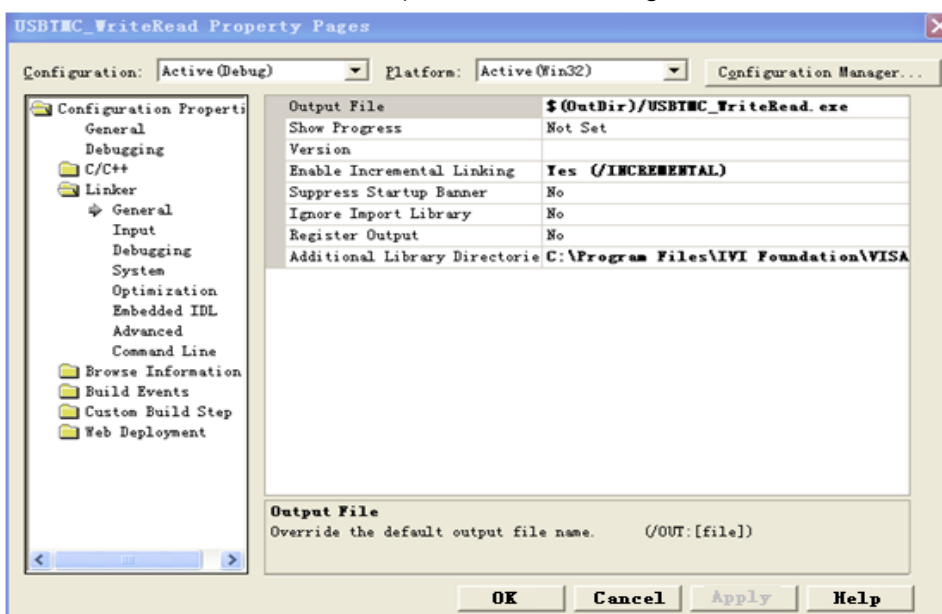 USBTMC_WriteRead Property Pages
Configuration: Active(Debug) Platform: Active(Win32) Configuration Manager...
Configuration Properti
General
Debugging
C/C++
Linker
General
Input
Debugging
System
Optimization
Embedded IDL
Advanced
Command Line
Browse Information
Build Events
Custom Build Step
Web Deployment
Output File $(OutDir)/USBTMC_WriteRead.exe
Show Progress Not Set
Version
Enable Incremental Linking Yes (/INCREMENTAL)
Suppress Startup Banner No
Ignore Import Library No
Register Output No
Additional Library Directorie C:\Program Files\IVI Foundation\VISA
Output File
Override the default output file name. (/OUT:[file])
OK Cancel Apply Help